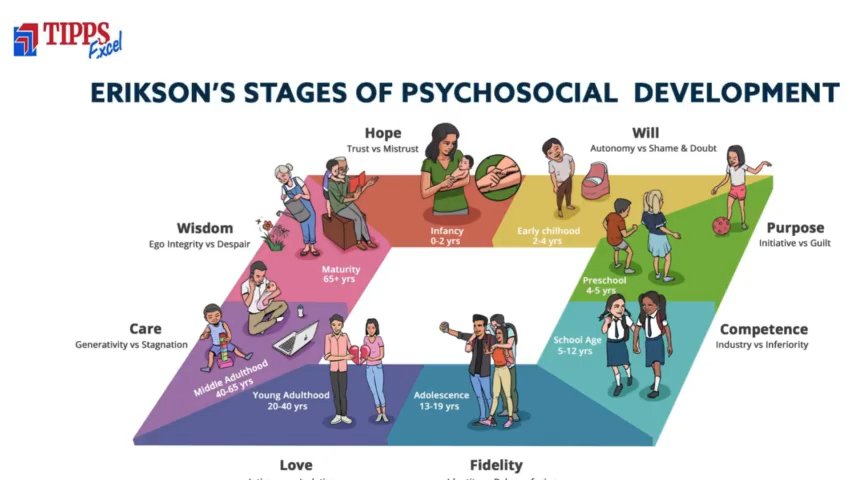 TIPPS
Excel
ERIKSON'S STAGES OF PSYCHOSOCIAL DEVELOPMENT
Hope
Trust vs Mistrust
Will
Autonomy vs Shame & Doubt
Infancy
0-2 yrs
Early chilhood
2-4 yrs
Wisdom
Ego Integrity vs Despair
Purpose
Initiative vs Guilt
Maturity
65+ yrs
Preschool
4-5 yrs
Care
Generativity vs Stagnation
Competence
Industry vs Inferiority
School Age
5-12 yrs
Middle Adulthood
40-65 yrs
Young Adulthood
20-40 yrs
Adolescence
13-19 yrs
Love
Fidelity